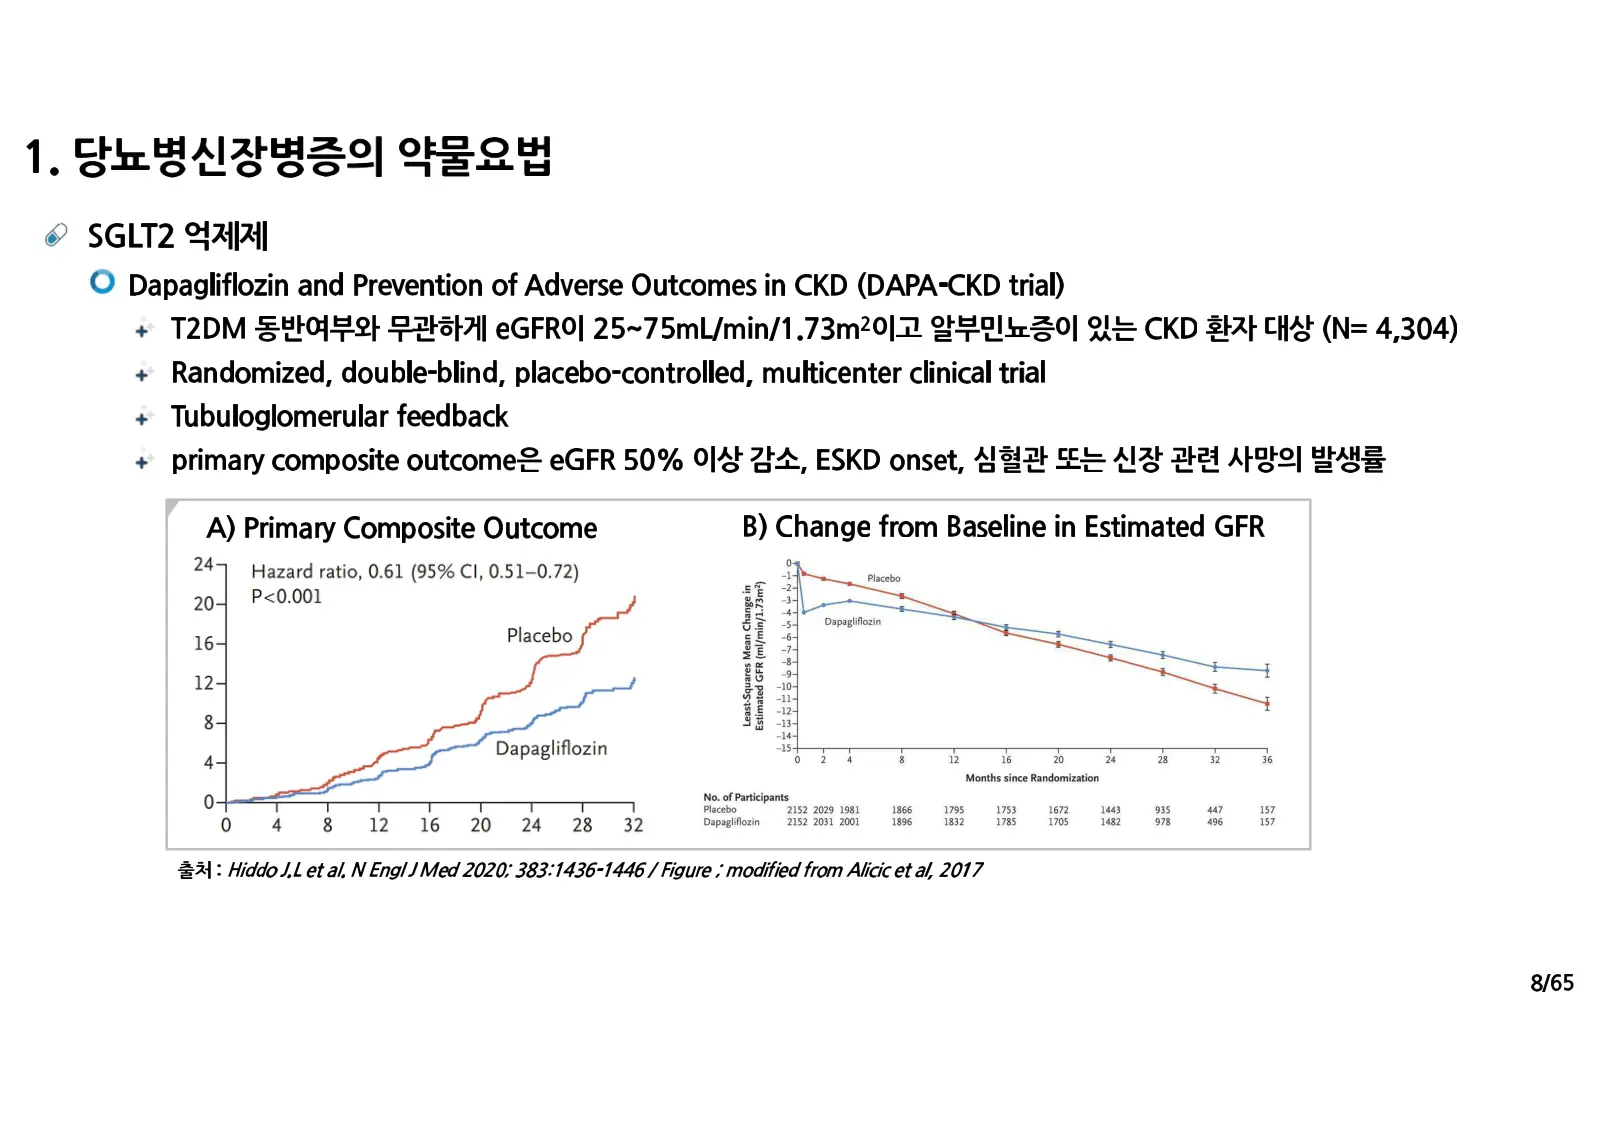 1. 당뇨병신장병증의 약물요법
SGLT2 억제제
Dapagliflozin and Prevention of Adverse Outcomes in CKD (DAPA-CKD trial)
T2DM 동반여부와 무관하게 eGFR이 25~75mL/min/1.73m²이고 알부민뇨증이 있는 CKD 환자 대상 (N= 4,304)
Randomized, double-blind, placebo-controlled, multicenter clinical trial
Tubuloglomerular feedback
primary composite outcome은 eGFR 50% 이상 감소, ESKD onset, 심혈관 또는 신장 관련 사망의 발생률
A) Primary Composite Outcome
Hazard ratio, 0.61 (95% CI, 0.51–0.72)
P<0.001
24
20
16
12
8
4
0
Placebo
Dapagliflozin
0 4 8 12 16 20 24 28 32
B) Change from Baseline in Estimated GFR
Least-Squares Mean Change in
Estimated GFR (ml/min/1.73m²)
0
−1
−2
−3
−4
−5
−6
−7
−8
−9
−10
−11
−12
−13
−14
−15
Placebo
Dapagliflozin
0 2 4 8 12 16 20 24 28 32 36
Months since Randomization
No. of Participants
Placebo 2152 2029 1981 1866 1795 1753 1672 1443 935 447 157
Dapagliflozin 2152 2031 2001 1896 1832 1785 1705 1482 978 496 157
출처 : Hiddo J.L et al. N Engl J Med 2020; 383:1436-1446 / Figure ; modified from Alicic et al, 2017
8/65